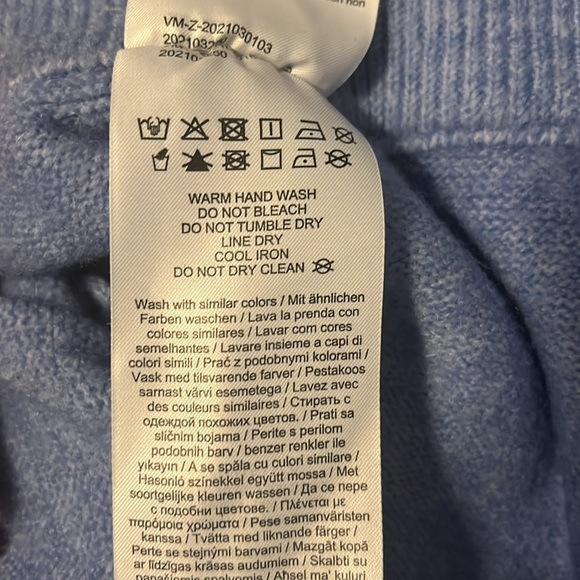 VM-Z-2021030103
WARM HAND WASH
DO NOT BLEACH
DO NOT TUMBLE DRY
LINE DRY
COOL IRON
DO NOT DRY CLEAN
Wash with similar colors / Mit ähnlichen
Farben waschen / Lava la prenda con
colores similares / Lavar com cores
semelhantes / Lavare insieme a capi di
colori simili / Prać z podobnymi kolorami /
Vask med tilsvarende farver / Pestakoos
sarnast värvi esemetega / Lavez avec
des couleurs similaires / Стирать с
одеждой похожих цветов. / Prati sa
sličnim bojama / Perite s perilom
podobnih barv / benzer renkler ile
yıkayın / A se spăla cu culori similare /
Hasonló színekkel együtt mossa / Met
soortgelijke kleuren wassen / Да се пере
с подобни цветове. / Πλένεται με
παρόμοια χρώματα / Pese samanväristen
kanssa / Tvätta med liknande färger /
Perte se stejnými barvami / Mazgāt kopā
ar līdzīgas krāsas audumiem / Skalbti su
panašiomis spalvomis / Aħsel ma' kuluri